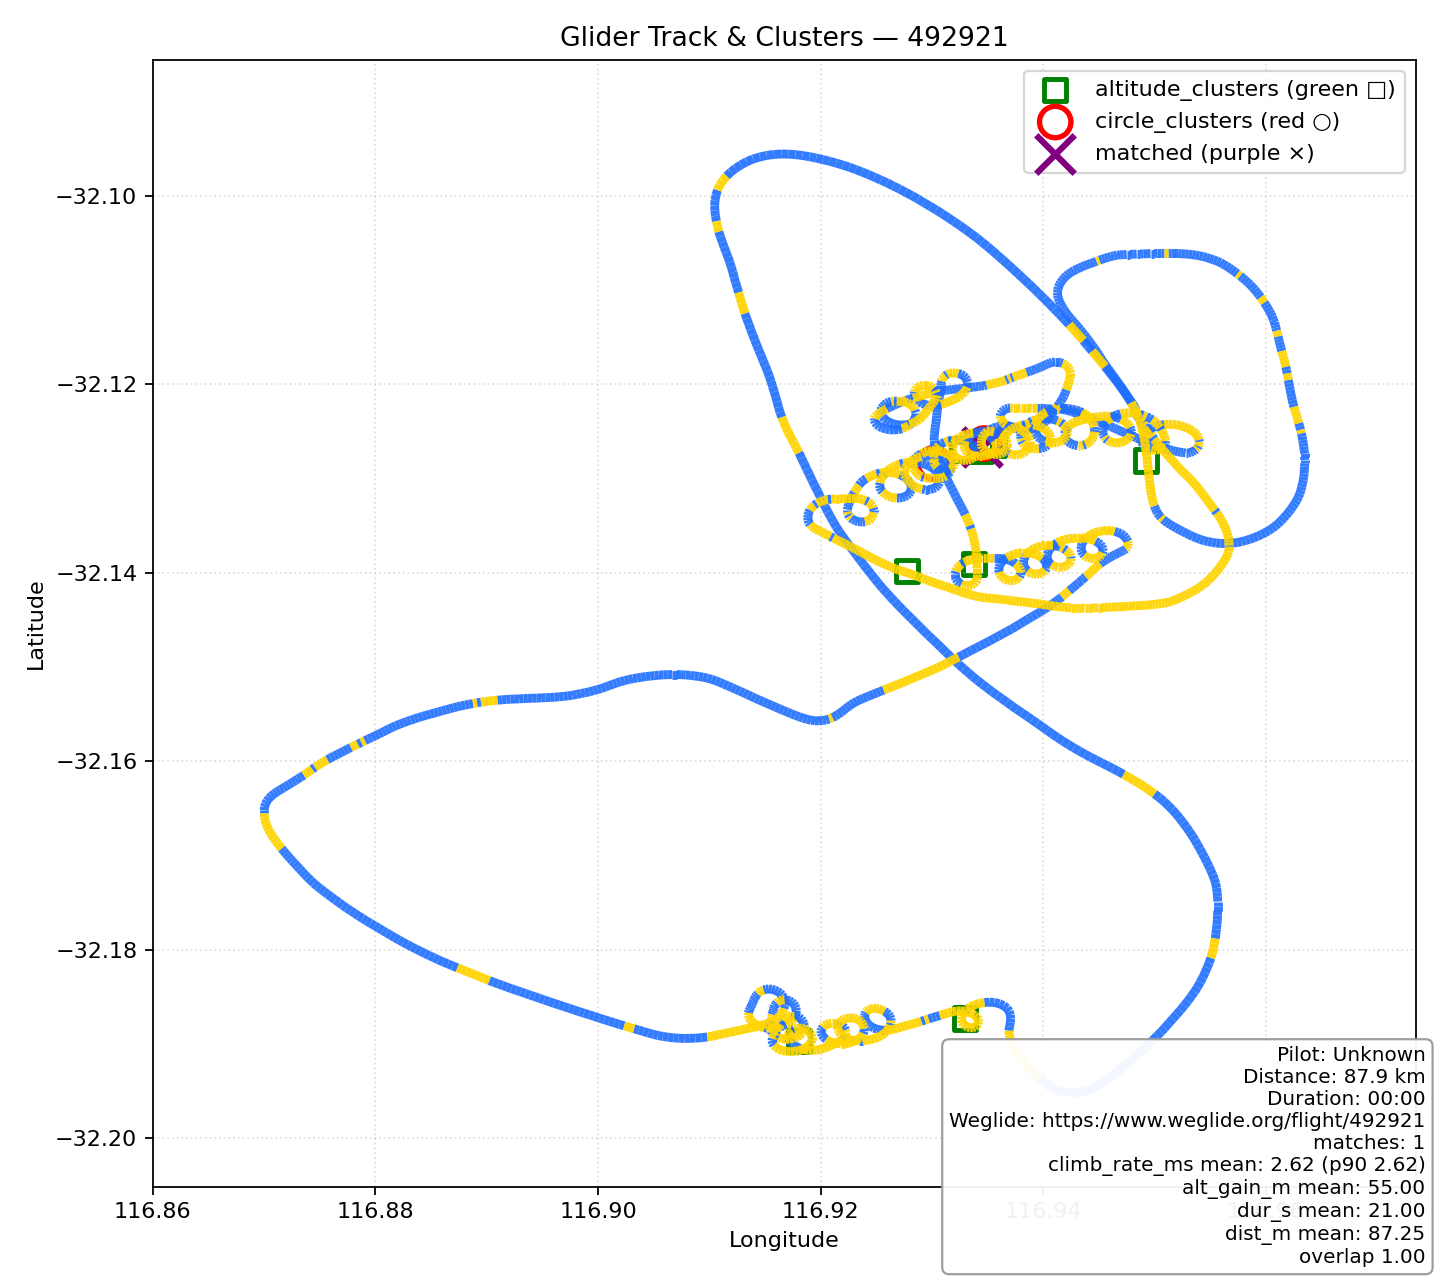 Glider Track & Clusters — 492921
altitude_clusters (green □)
circle_clusters (red ○)
matched (purple ×)
−32.10
−32.12
−32.14
−32.16
−32.18
−32.20
Latitude
116.86
116.88
116.90
116.92
116.94
Longitude
Pilot: Unknown
Distance: 87.9 km
Duration: 00:00
Weglide: https://www.weglide.org/flight/492921
matches: 1
climb_rate_ms mean: 2.62 (p90 2.62)
alt_gain_m mean: 55.00
dur_s mean: 21.00
dist_m mean: 87.25
overlap 1.00